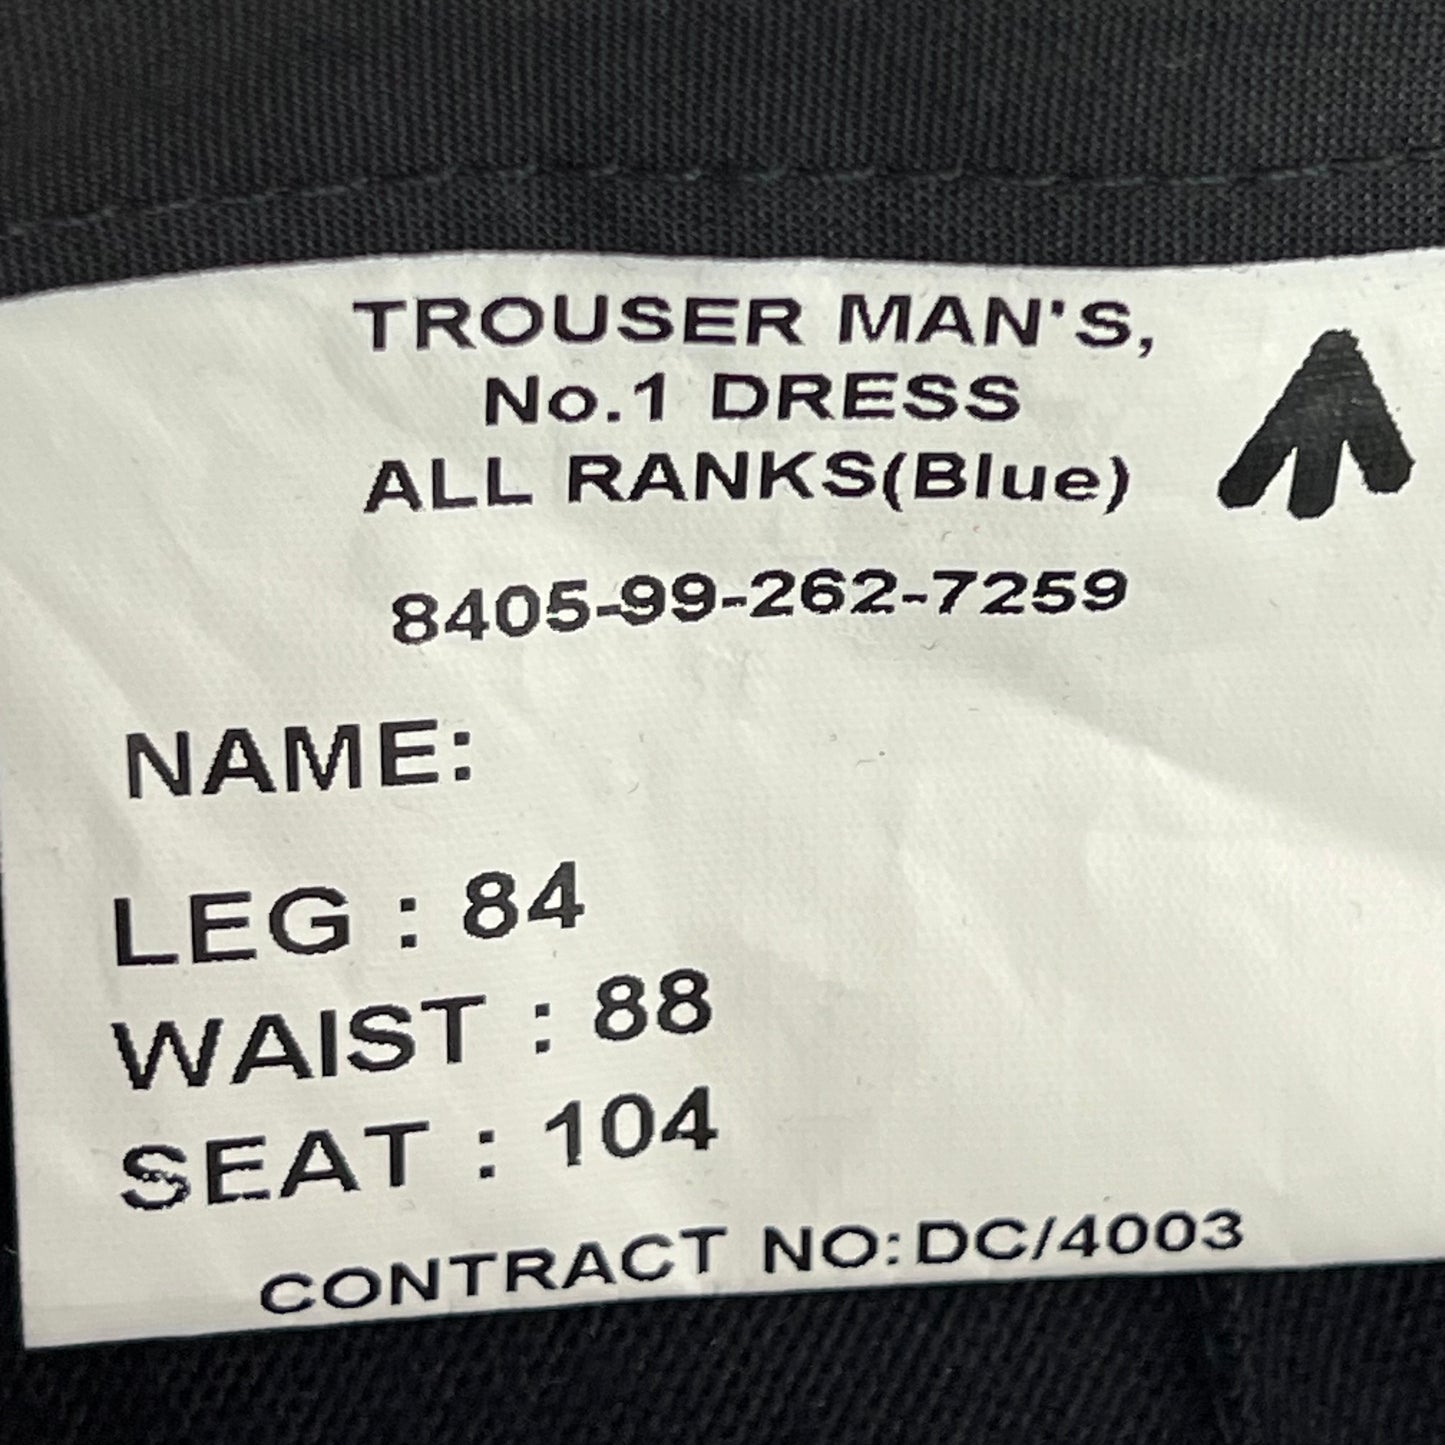 TROUSER MAN'S,
No.1 DRESS
ALL RANKS(Blue)
8405-99-262-7259
NAME:
LEG : 84
WAIST : 88
SEAT : 104
CONTRACT NO:DC/4003